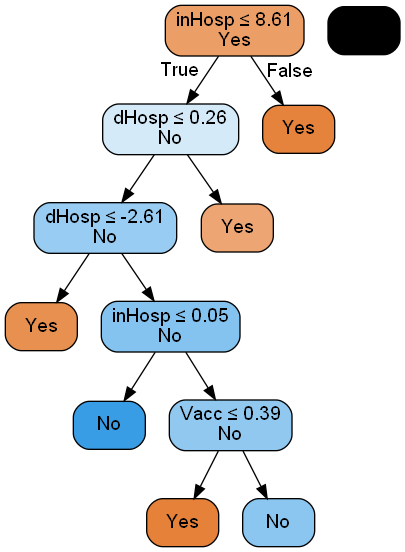 inHosp ≤ 8.61
Yes
True
False
dHosp ≤ 0.26
No
Yes
dHosp ≤ -2.61
No
Yes
Yes
inHosp ≤ 0.05
No
No
Vacc ≤ 0.39
No
Yes
No